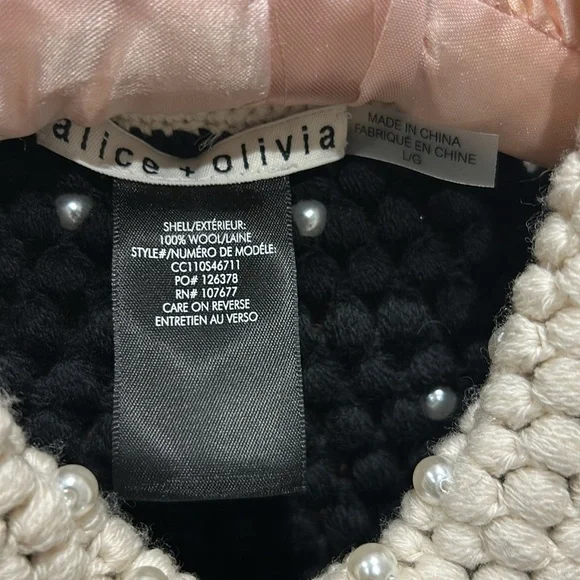 alice + olivia
MADE IN CHINA
FABRIQUÉ EN CHINE
L/G
SHELL/EXTÉRIEUR:
100% WOOL/LAINE
STYLE#/NUMÉRO DE MODÉLE:
CC110S46711
PO# 126378
RN# 107677
CARE ON REVERSE
ENTRETIEN AU VERSO